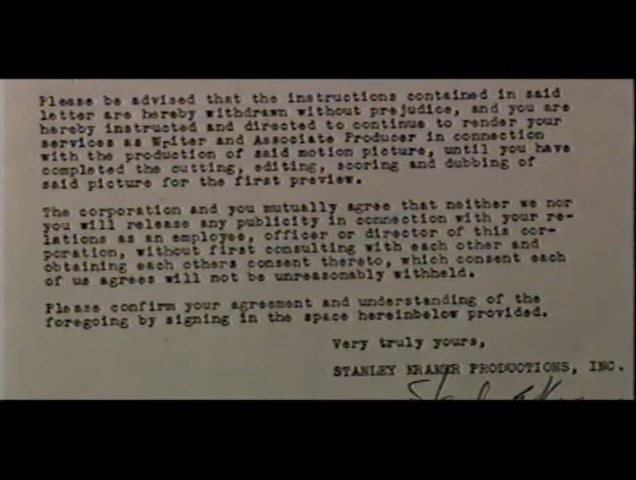 Please be advised that the instructions contained in said
letter are hereby withdrawn without prejudice, and you are
hereby instructed and directed to continue to render your
services as Writer and Associate Producer in connection
with the production of said motion picture, until you have
completed the cutting, editing, scoring and dubbing of
said picture for the first preview.
The corporation and you mutually agree that neither we nor
you will release any publicity in connection with your re-
lations as an employee, officer or director of this cor-
poration, without first consulting with each other and
obtaining each others consent thereto, which consent each
of us agrees will not be unreasonably withheld.
Please confirm your agreement and understanding of the
foregoing by signing in the space hereinbelow provided.
Very truly yours,
STANLEY KRAMER PRODUCTIONS, INC.